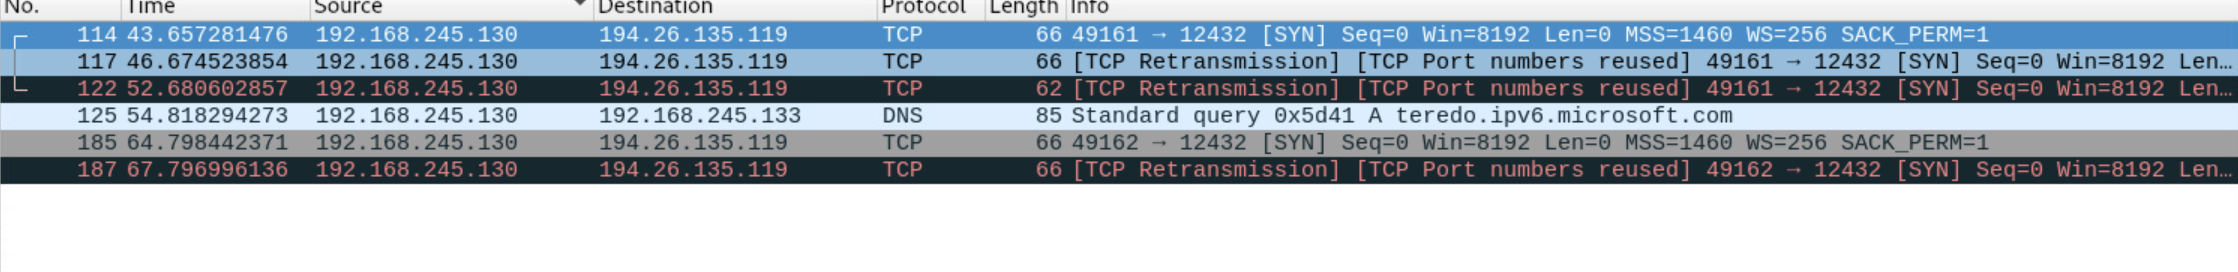 No. Time Source Destination Protocol Length Info
114 43.657281476 192.168.245.130 194.26.135.119 TCP 66 49161 → 12432 [SYN] Seq=0 Win=8192 Len=0 MSS=1460 WS=256 SACK_PERM=1
117 46.674523854 192.168.245.130 194.26.135.119 TCP 66 [TCP Retransmission] [TCP Port numbers reused] 49161 → 12432 [SYN] Seq=0 Win=8192 Len…
122 52.680602857 192.168.245.130 194.26.135.119 TCP 62 [TCP Retransmission] [TCP Port numbers reused] 49161 → 12432 [SYN] Seq=0 Win=8192 Len…
125 54.818294273 192.168.245.130 192.168.245.133 DNS 85 Standard query 0x5d41 A teredo.ipv6.microsoft.com
185 64.798442371 192.168.245.130 194.26.135.119 TCP 66 49162 → 12432 [SYN] Seq=0 Win=8192 Len=0 MSS=1460 WS=256 SACK_PERM=1
187 67.796996136 192.168.245.130 194.26.135.119 TCP 66 [TCP Retransmission] [TCP Port numbers reused] 49162 → 12432 [SYN] Seq=0 Win=8192 Len…